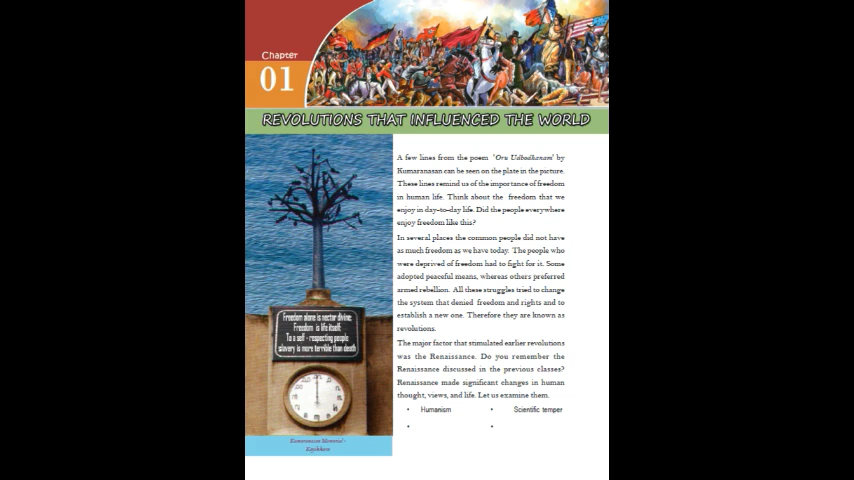 Chapter
01
REVOLUTIONS THAT INFLUENCED THE WORLD
A few lines from the poem 'Oru Udbodhanam' by
Kumaranasan can be seen on the plate in the picture.
These lines remind us of the importance of freedom
in human life. Think about the freedom that we
enjoy in day-to-day life. Did the people everywhere
enjoy freedom like this?
In several places the common people did not have
as much freedom as we have today. The people who
were deprived of freedom had to fight for it. Some
adopted peaceful means, whereas others preferred
armed rebellion. All these struggles tried to change
the system that denied freedom and rights and to
establish a new one. Therefore they are known as
revolutions.
The major factor that stimulated earlier revolutions
was the Renaissance. Do you remember the
Renaissance discussed in the previous classes?
Renaissance made significant changes in human
thought, views, and life. Let us examine them.
• Humanism • Scientific temper
• •
Freedom alone is nectar divine;
Freedom is life itself;
To a self - respecting people
slavery is more terrible than death
Kumaranasan Memorial-